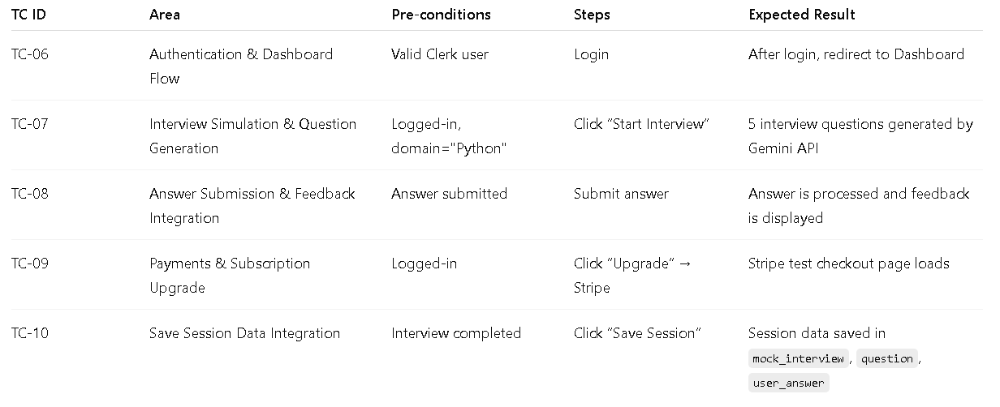 TC ID Area Pre-conditions Steps Expected Result
TC-06 Authentication & Dashboard Flow Valid Clerk user Login After login, redirect to Dashboard
TC-07 Interview Simulation & Question Generation Logged-in, domain="Python" Click “Start Interview” 5 interview questions generated by Gemini API
TC-08 Answer Submission & Feedback Integration Answer submitted Submit answer Answer is processed and feedback is displayed
TC-09 Payments & Subscription Upgrade Logged-in Click “Upgrade” → Stripe Stripe test checkout page loads
TC-10 Save Session Data Integration Interview completed Click “Save Session” Session data saved in mock_interview, question, user_answer